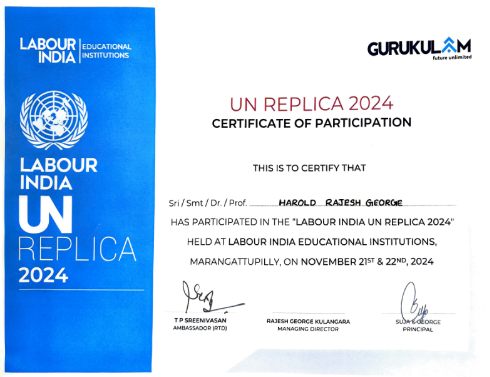 LABOUR INDIA EDUCATIONAL INSTITUTIONS
GURUKULAM
future unlimited
LABOUR
INDIA
UN
REPLICA
2024
UN REPLICA 2024
CERTIFICATE OF PARTICIPATION
THIS IS TO CERTIFY THAT
Sri / Smt / Dr. / Prof. HAROLD RAJESH GEORGE
HAS PARTICIPATED IN THE "LABOUR INDIA UN REPLICA 2024"
HELD AT LABOUR INDIA EDUCATIONAL INSTITUTIONS,
MARANGATTUPILLY, ON NOVEMBER 21ST & 22ND, 2024
T P SREENIVASAN
AMBASSADOR (RTD)
RAJESH GEORGE KULANGARA
MANAGING DIRECTOR
SUJA K GEORGE
PRINCIPAL